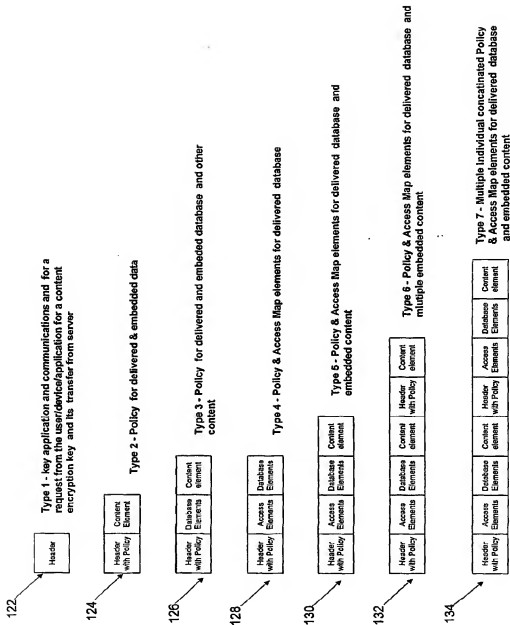 122
Header
Type 1 - key application and communications and for a
request from the user/device/application for a content
encryption key and its transfer from server
124
Header
with Policy
Content
Element
Type 2 - Policy for delivered & embedded data
126
Header
with Policy
Database
Elements
Content
element
Type 3 - Policy for delivered and embeded database and other
content
128
Header
with Policy
Access
Elements
Database
Elements
Type 4 - Policy & Access Map elements for delivered database
130
Header
with Policy
Access
Elements
Database
Elements
Content
element
Type 5 - Policy & Access Map elements for delivered database and
embedded content
132
Header
with Policy
Access
Elements
Database
Elements
Content
element
Header
with Policy
Content
element
Type 6 - Policy & Access Map elements for delivered database and
mlutiple embedded content
134
Header
with Policy
Access
Elements
Database
Elements
Content
element
Header
with Policy
Access
Elements
Database
Elements
Content
element
Type 7 - Multiple Individual concatinated Policy
& Access Map elements for delivered database
and embedded content